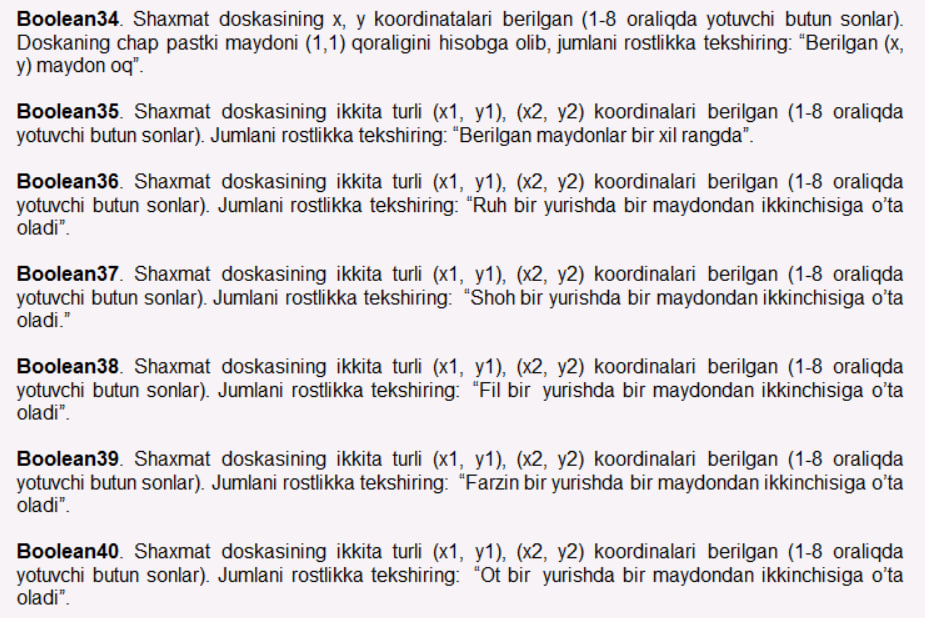 Boolean34. Shaxmat doskasining x, y koordinatalari berilgan (1-8 oraliqda yotuvchi butun sonlar).
Doskaning chap pastki maydoni (1,1) qoraligini hisobga olib, jumlani rostlikka tekshiring: “Berilgan (x,
y) maydon oq”.
Boolean35. Shaxmat doskasining ikkita turli (x1, y1), (x2, y2) koordinalari berilgan (1-8 oraliqda
yotuvchi butun sonlar). Jumlani rostlikka tekshiring: “Berilgan maydonlar bir xil rangda”.
Boolean36. Shaxmat doskasining ikkita turli (x1, y1), (x2, y2) koordinalari berilgan (1-8 oraliqda
yotuvchi butun sonlar). Jumlani rostlikka tekshiring: “Ruh bir yurishda bir maydondan ikkinchisiga o’ta
oladi”.
Boolean37. Shaxmat doskasining ikkita turli (x1, y1), (x2, y2) koordinalari berilgan (1-8 oraliqda
yotuvchi butun sonlar). Jumlani rostlikka tekshiring: “Shoh bir yurishda bir maydondan ikkinchisiga o’ta
oladi.”
Boolean38. Shaxmat doskasining ikkita turli (x1, y1), (x2, y2) koordinalari berilgan (1-8 oraliqda
yotuvchi butun sonlar). Jumlani rostlikka tekshiring: “Fil bir yurishda bir maydondan ikkinchisiga o’ta
oladi”.
Boolean39. Shaxmat doskasining ikkita turli (x1, y1), (x2, y2) koordinalari berilgan (1-8 oraliqda
yotuvchi butun sonlar). Jumlani rostlikka tekshiring: “Farzin bir yurishda bir maydondan ikkinchisiga o’ta
oladi”.
Boolean40. Shaxmat doskasining ikkita turli (x1, y1), (x2, y2) koordinalari berilgan (1-8 oraliqda
yotuvchi butun sonlar). Jumlani rostlikka tekshiring: “Ot bir yurishda bir maydondan ikkinchisiga o’ta
oladi”.